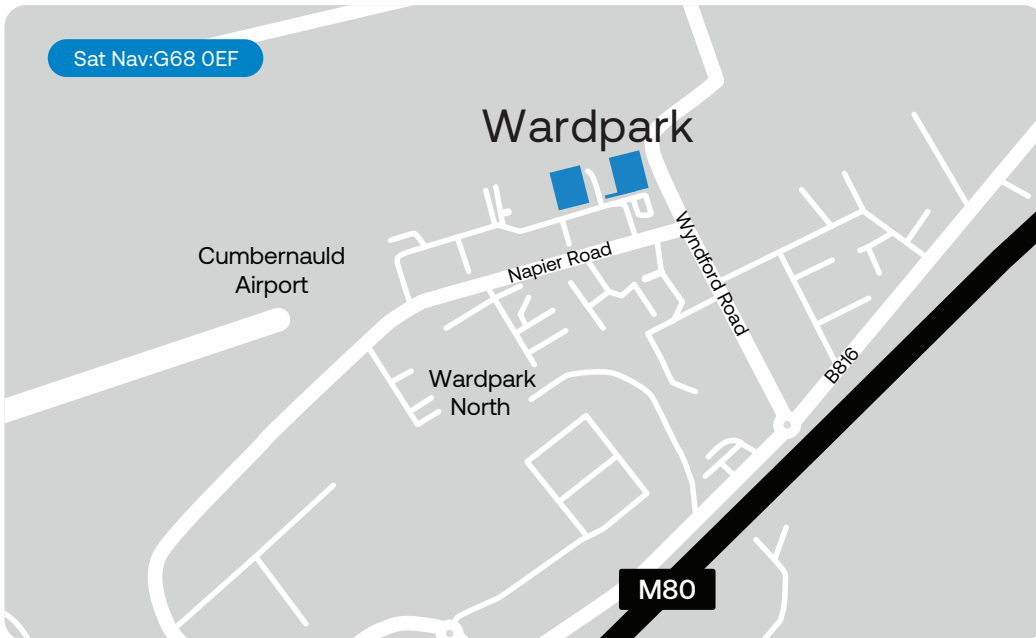 Sat Nav:G68 0EF
Wardpark
Cumbernauld
Airport
Napier Road
Wyndford Road
Wardpark
North
B816
M80